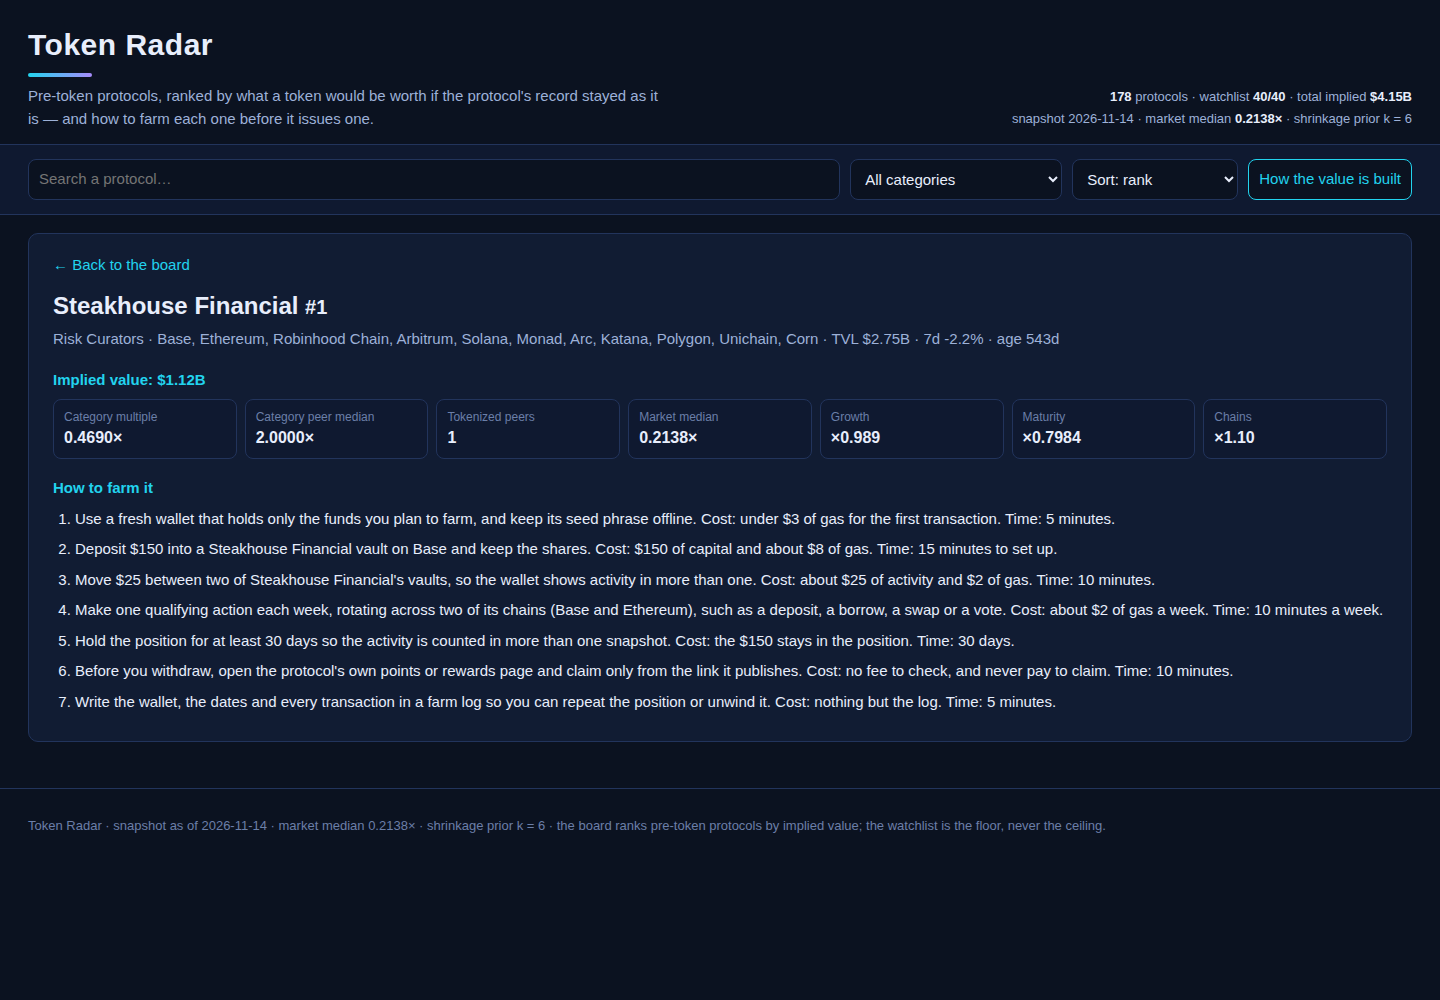 Token Radar
Pre-token protocols, ranked by what a token would be worth if the protocol's record stayed as it
is — and how to farm each one before it issues one.
178 protocols · watchlist 40/40 · total implied $4.15B
snapshot 2026-11-14 · market median 0.2138× · shrinkage prior k = 6
Search a protocol…
All categories
Sort: rank
How the value is built
← Back to the board
Steakhouse Financial #1
Risk Curators · Base, Ethereum, Robinhood Chain, Arbitrum, Solana, Monad, Arc, Katana, Polygon, Unichain, Corn · TVL $2.75B · 7d -2.2% · age 543d
Implied value: $1.12B
Category multiple
0.4690×
Category peer median
2.0000×
Tokenized peers
1
Market median
0.2138×
Growth
×0.989
Maturity
×0.7984
Chains
×1.10
How to farm it
1. Use a fresh wallet that holds only the funds you plan to farm, and keep its seed phrase offline. Cost: under $3 of gas for the first transaction. Time: 5 minutes.
2. Deposit $150 into a Steakhouse Financial vault on Base and keep the shares. Cost: $150 of capital and about $8 of gas. Time: 15 minutes to set up.
3. Move $25 between two of Steakhouse Financial's vaults, so the wallet shows activity in more than one. Cost: about $25 of activity and $2 of gas. Time: 10 minutes.
4. Make one qualifying action each week, rotating across two of its chains (Base and Ethereum), such as a deposit, a borrow, a swap or a vote. Cost: about $2 of gas a week. Time: 10 minutes a week.
5. Hold the position for at least 30 days so the activity is counted in more than one snapshot. Cost: the $150 stays in the position. Time: 30 days.
6. Before you withdraw, open the protocol's own points or rewards page and claim only from the link it publishes. Cost: no fee to check, and never pay to claim. Time: 10 minutes.
7. Write the wallet, the dates and every transaction in a farm log so you can repeat the position or unwind it. Cost: nothing but the log. Time: 5 minutes.
Token Radar · snapshot as of 2026-11-14 · market median 0.2138× · shrinkage prior k = 6 · the board ranks pre-token protocols by implied value; the watchlist is the floor, never the ceiling.